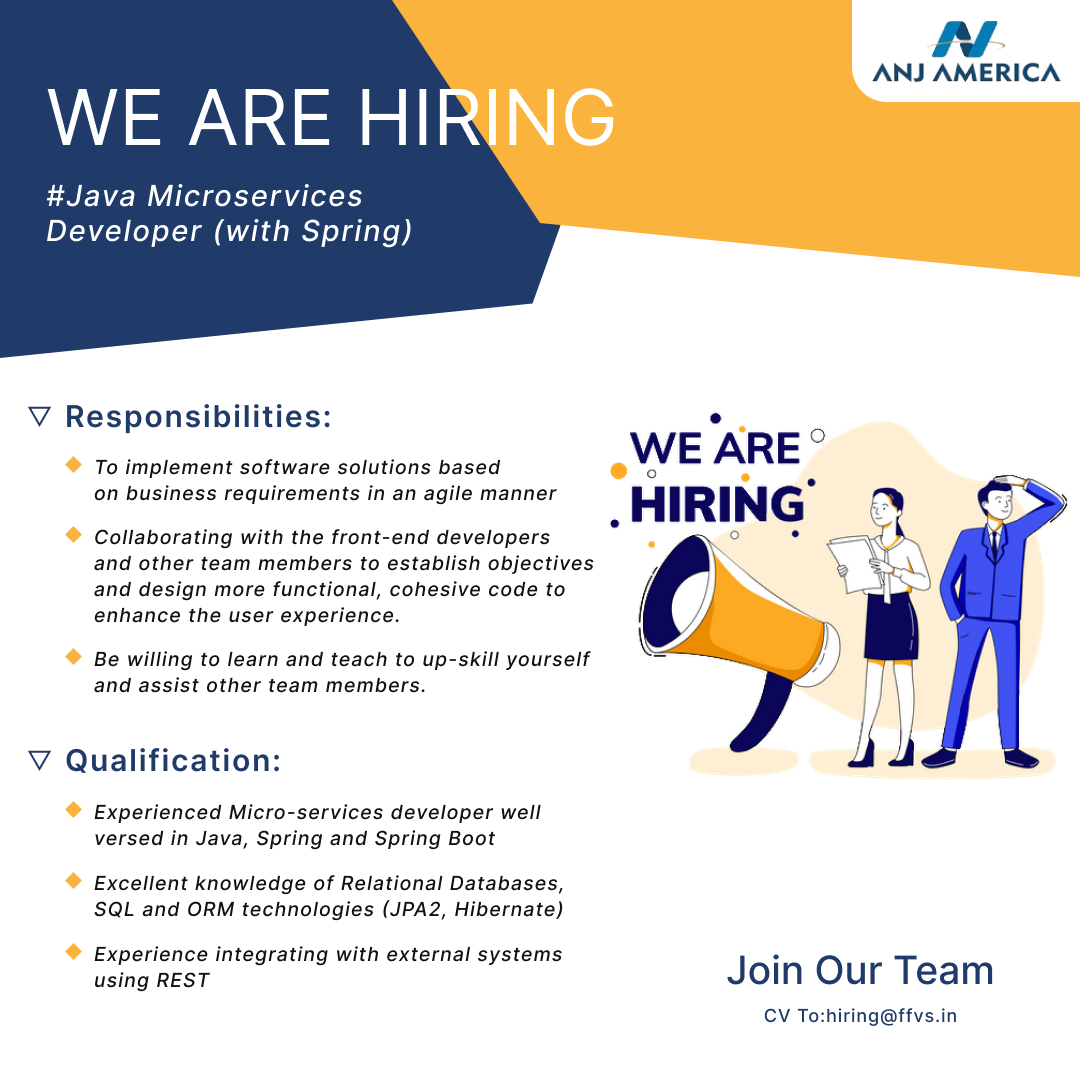 ANJ AMERICA
WE ARE HIRING
#Java Microservices
Developer (with Spring)
Responsibilities:
To implement software solutions based
on business requirements in an agile manner
Collaborating with the front-end developers
and other team members to establish objectives
and design more functional, cohesive code to
enhance the user experience.
Be willing to learn and teach to up-skill yourself
and assist other team members.
WE ARE
HIRING
Qualification:
Experienced Micro-services developer well
versed in Java, Spring and Spring Boot
Excellent knowledge of Relational Databases,
SQL and ORM technologies (JPA2, Hibernate)
Experience integrating with external systems
using REST
Join Our Team
CV To:hiring@ffvs.in